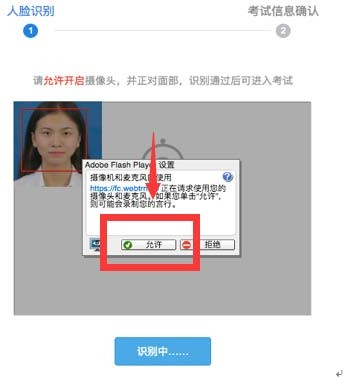 人脸识别
考试信息确认
1
2
请允许开启摄像头，并正对面部，识别通过后可进入考试
Adobe Flash Player 设置
摄像机和麦克风 使用
https://fc.webtrn 正在请求使用您的
摄像头和麦克风。如果您单击“允许”，
则可能会录制您的言行。
允许
拒绝
识别中……